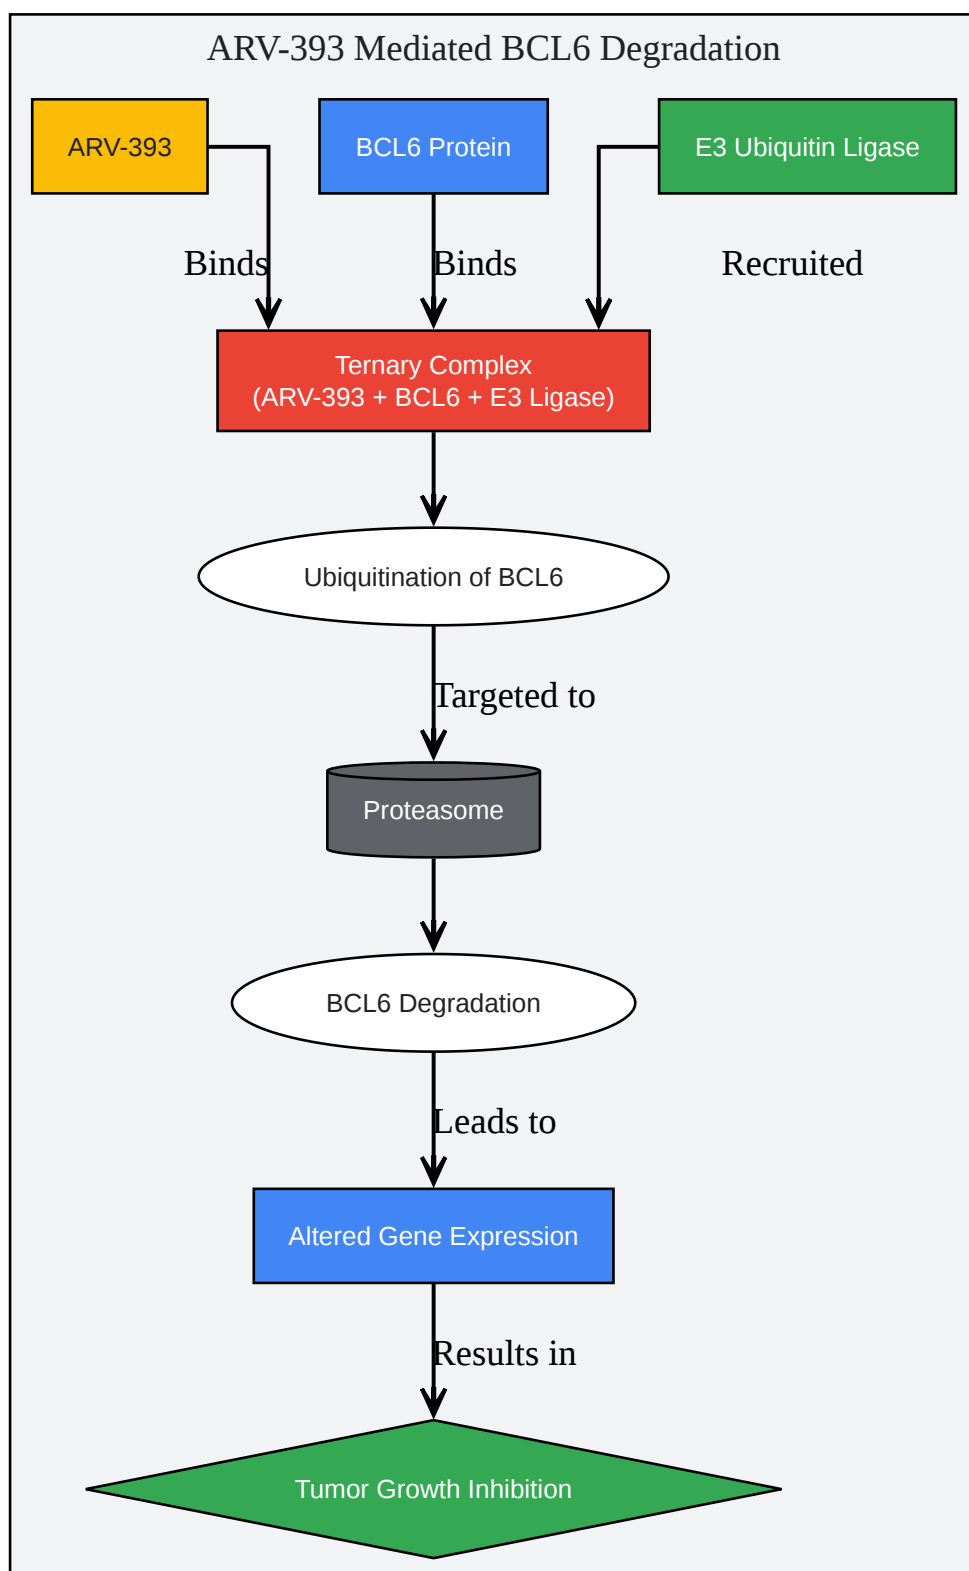 ARV-393 Mediated BCL6 Degradation
ARV-393
BCL6 Protein
E3 Ubiquitin Ligase
Binds
Binds
Recruited
Ternary Complex
(ARV-393 + BCL6 + E3 Ligase)
Ubiquitination of BCL6
Targeted to
Proteasome
BCL6 Degradation
Leads to
Altered Gene Expression
Results in
Tumor Growth Inhibition